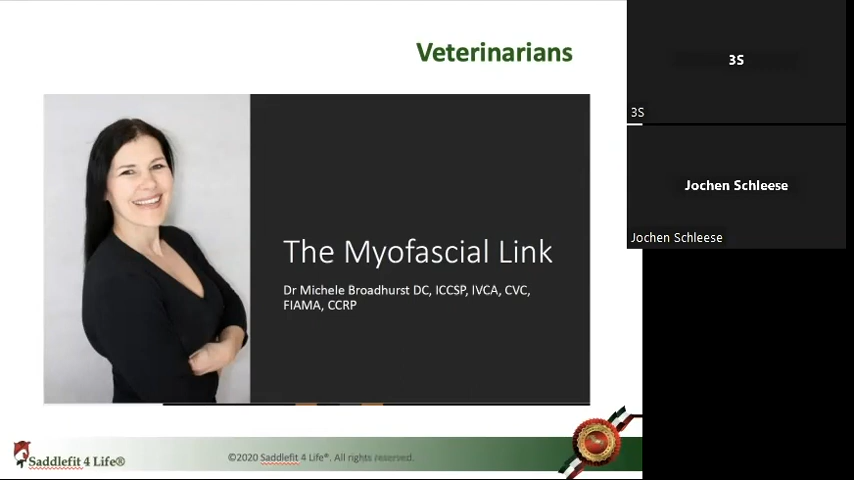 Veterinarians
The Myofascial Link
Dr Michele Broadhurst DC, ICCSP, IVCA, CVC,
FIAMA, CCRP
Saddlefit 4 Life®
©2020 Saddlefit 4 Life®. All rights reserved.
3S
3S
Jochen Schleese
Jochen Schleese